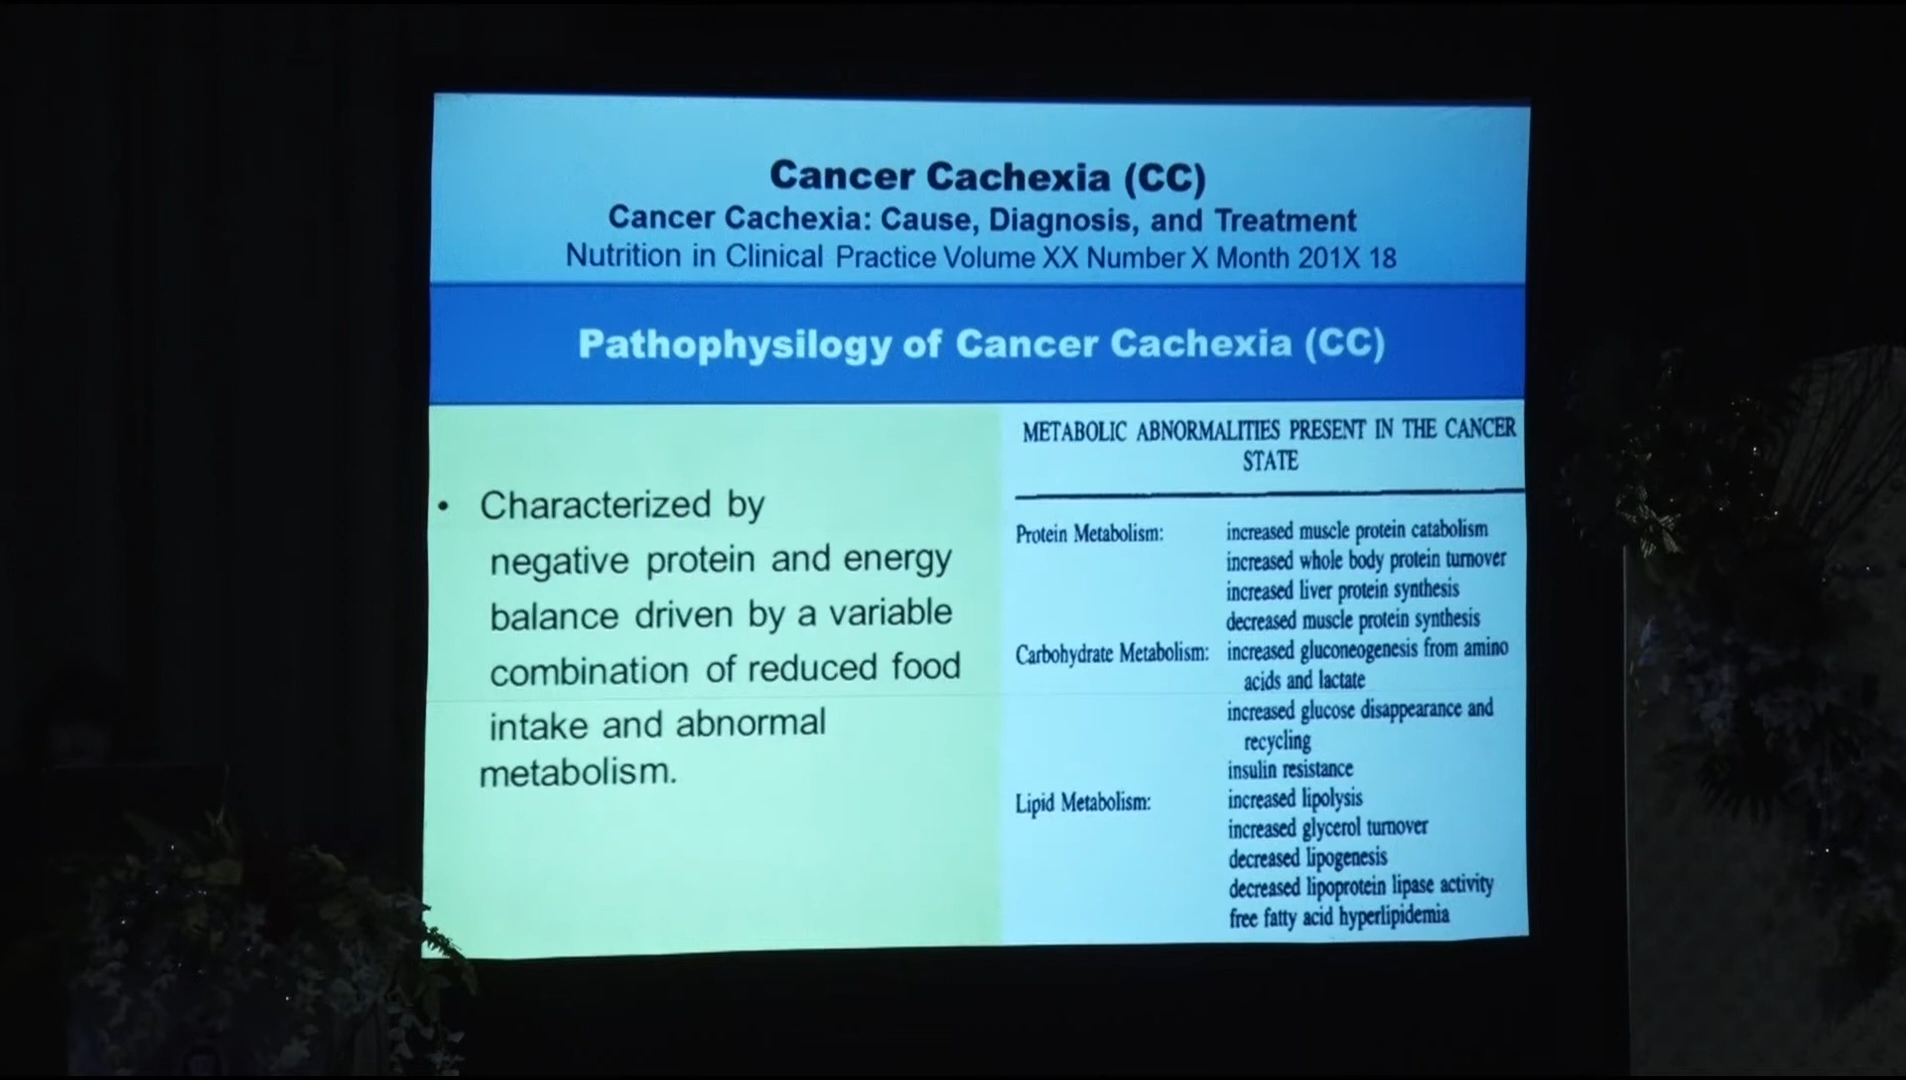 Cancer Cachexia (CC)
Cancer Cachexia: Cause, Diagnosis, and Treatment
Nutrition in Clinical Practice Volume XX Number X Month 201X 18
Pathophysilogy of Cancer Cachexia (CC)
• Characterized by
negative protein and energy
balance driven by a variable
combination of reduced food
intake and abnormal
metabolism.
METABOLIC ABNORMALITIES PRESENT IN THE CANCER
STATE
Protein Metabolism: increased muscle protein catabolism
increased whole body protein turnover
increased liver protein synthesis
decreased muscle protein synthesis
Carbohydrate Metabolism: increased gluconeogenesis from amino
acids and lactate
increased glucose disappearance and
recycling
insulin resistance
Lipid Metabolism: increased lipolysis
increased glycerol turnover
decreased lipogenesis
decreased lipoprotein lipase activity
free fatty acid hyperlipidemia